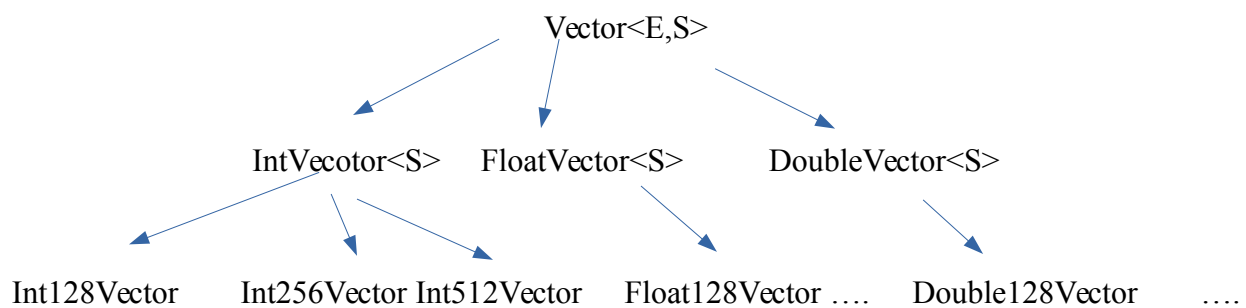 Vector<E,S>
IntVecotor<S> FloatVector<S> DoubleVector<S>
Int128Vector Int256Vector Int512Vector Float128Vector …. Double128Vector ….